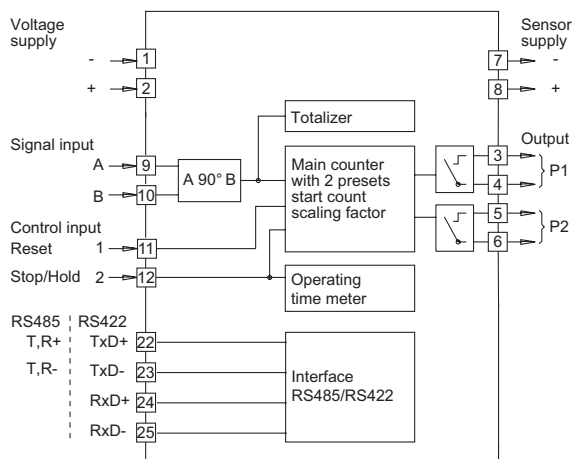 Voltage
supply
Sensor
supply
- 1
+ 2
7 -
8 +
Signal input
A 9
B 10
A 90° B
Totalizer
Main counter
with 2 presets
start count
scaling factor
Output
3
4
P1
5
6
P2
Control input
Reset 1 11
Stop/Hold 2 12
Operating
time meter
RS485 RS422
T,R+ TxD+ 22
T,R- TxD- 23
RxD+ 24
RxD- 25
Interface
RS485/RS422